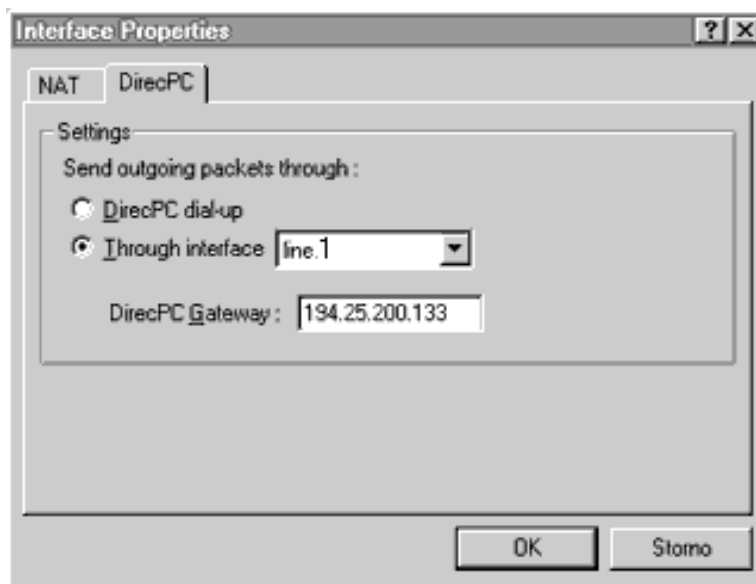 Interface Properties
NAT DirecPC
Settings
Send outgoing packets through :
DirecPC dial-up
Through interface line.1
DirecPC Gateway : 194.25.200.133
OK Storno